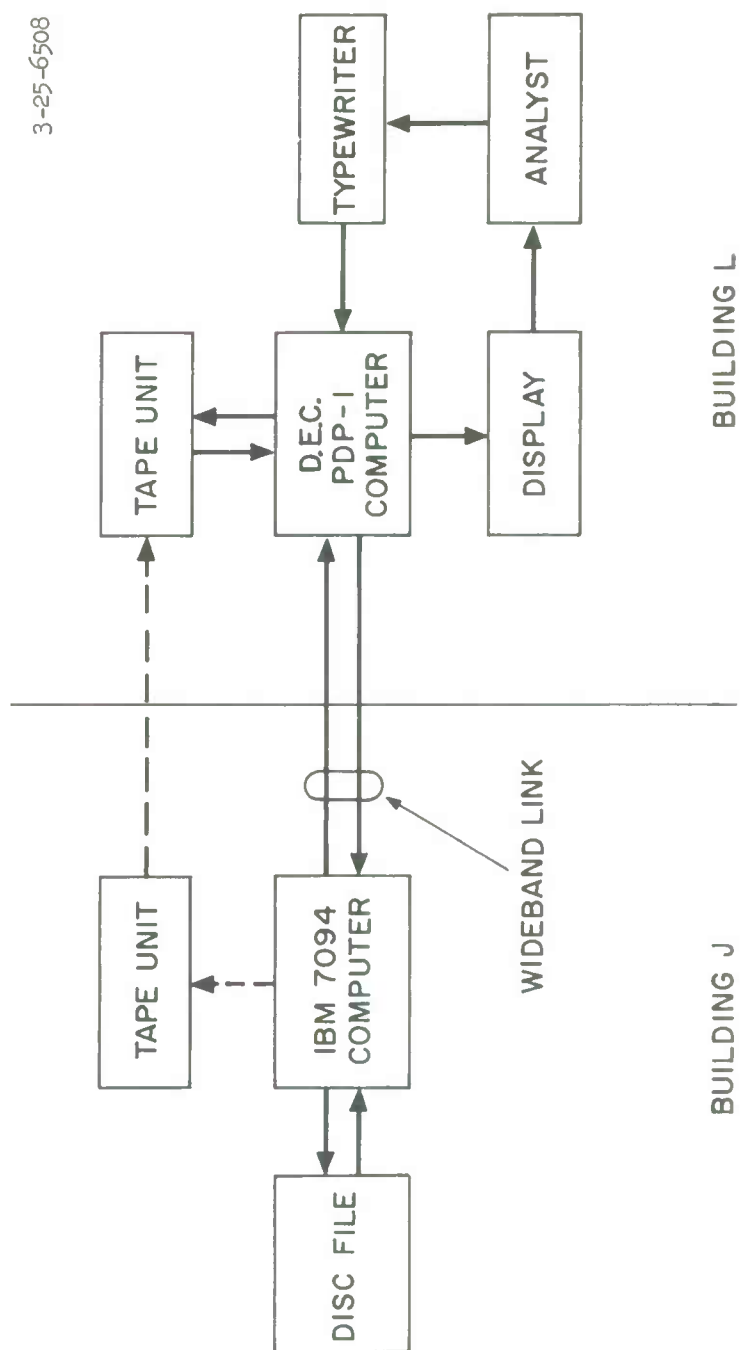 3-25-6508
TAPE UNIT
TAPE UNIT
DISC FILE
IBM 7094
COMPUTER
D.E.C.
PDP-1
COMPUTER
TYPEWRITER
WIDEBAND LINK
DISPLAY
ANALYST
BUILDING J
BUILDING L